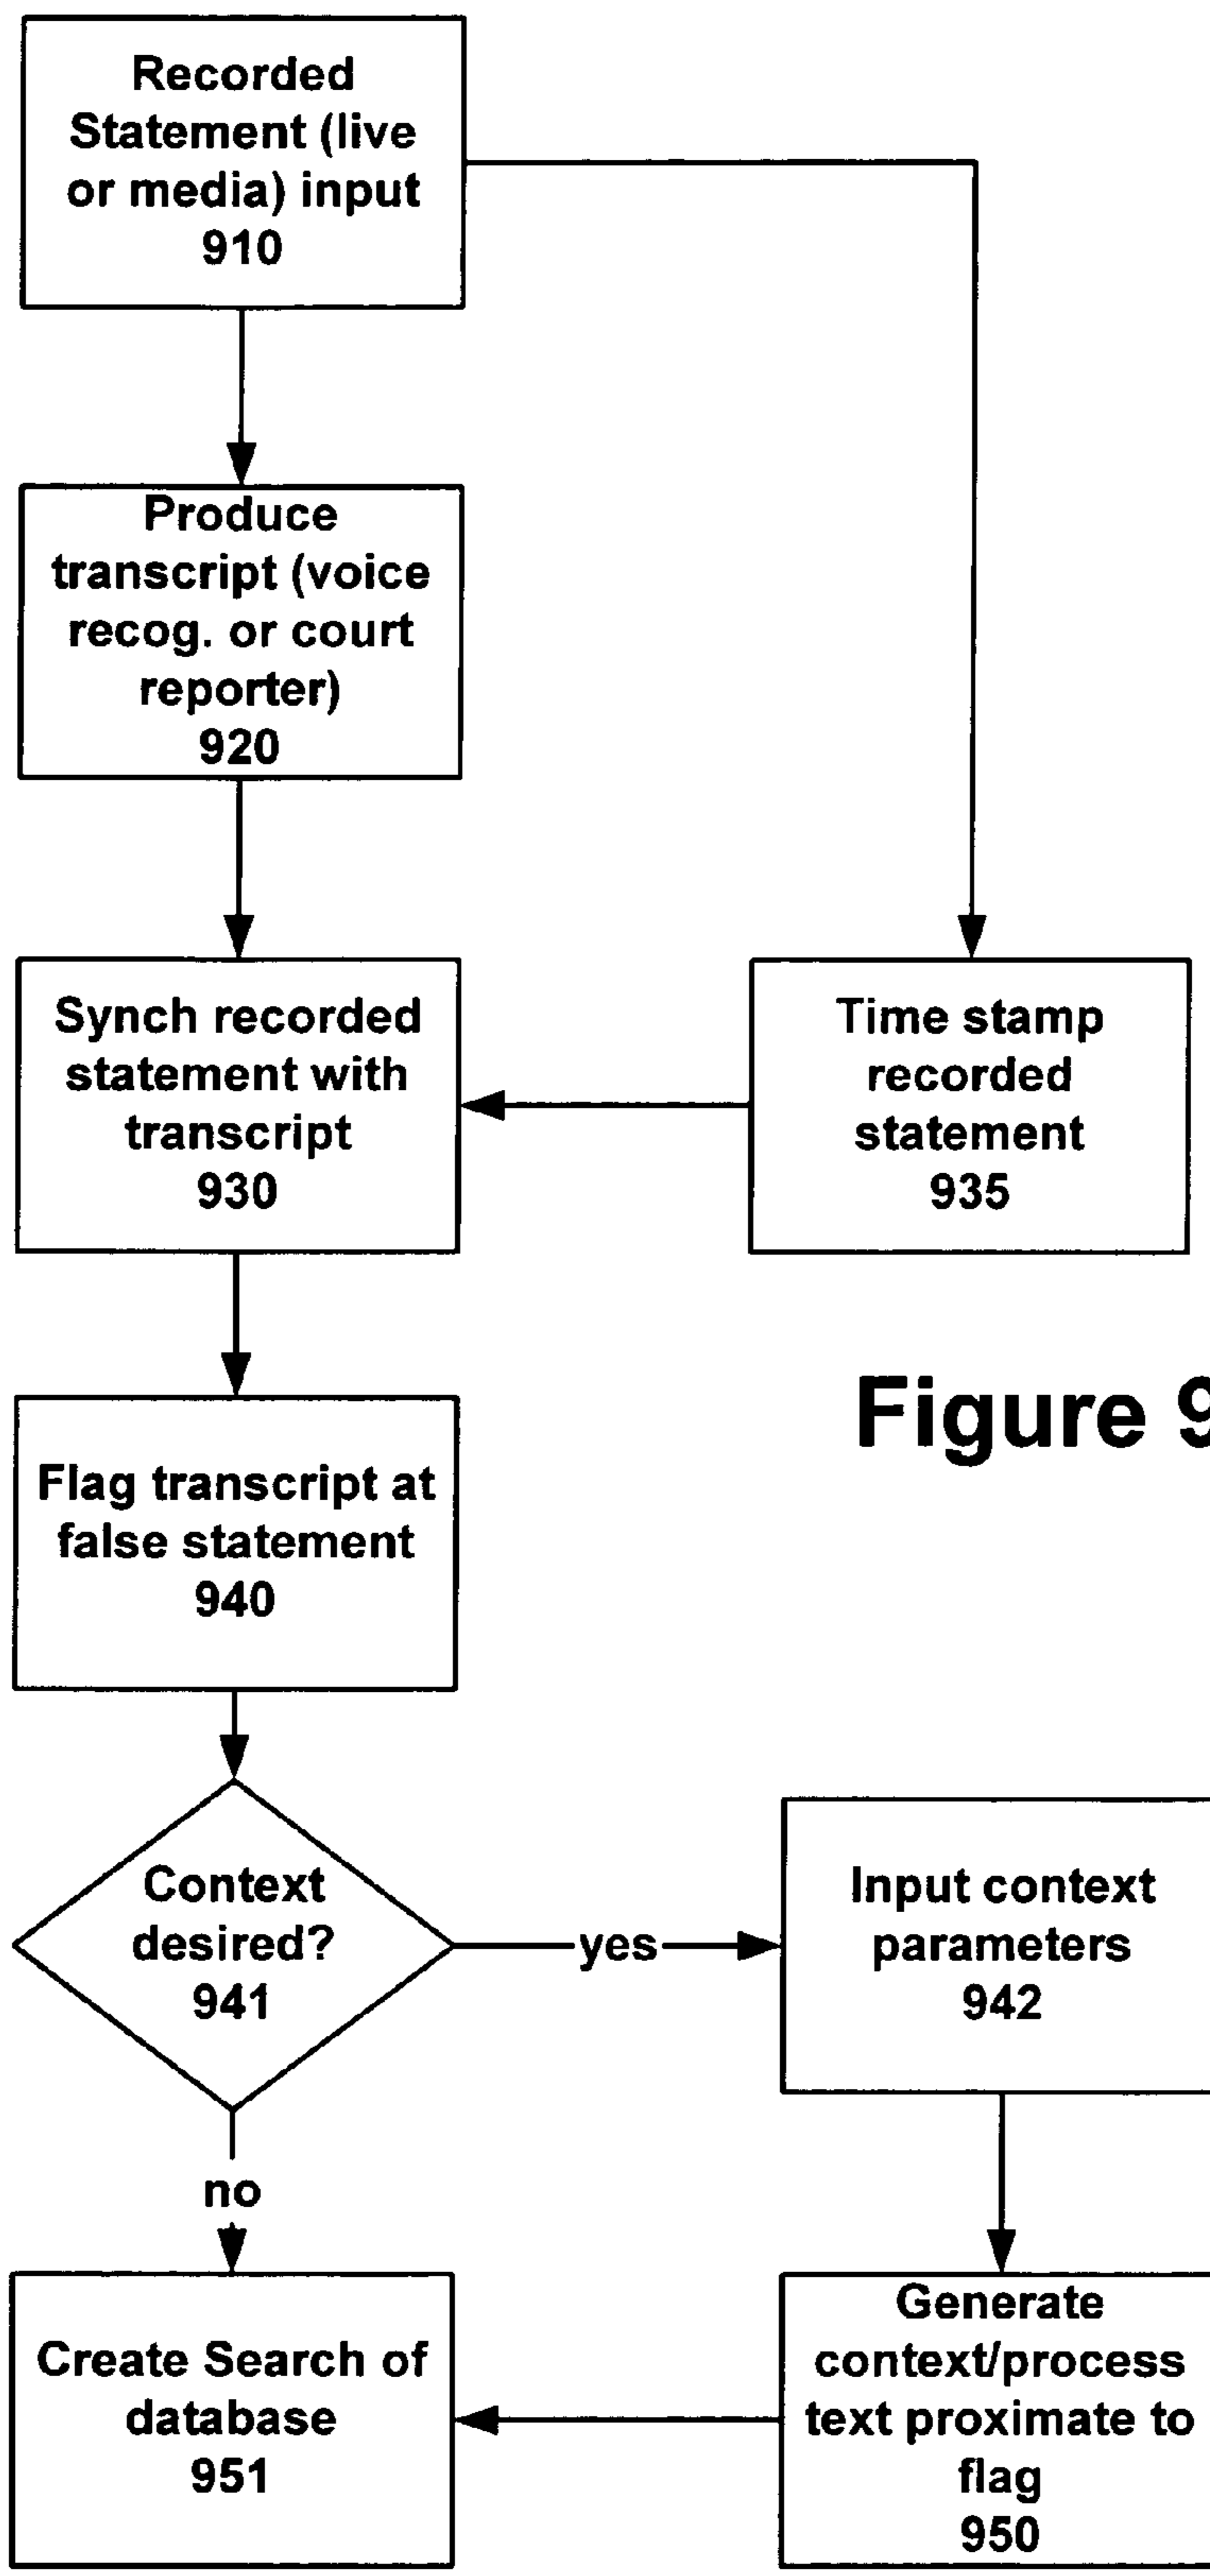 Recorded
Statement (live
or media) input
910
Produce
transcript (voice
recog. or court
reporter)
920
Synch recorded
statement with
transcript
930
Time stamp
recorded
statement
935
Figure 9
Flag transcript at
false statement
940
Context
desired?
941
yes
Input context
parameters
942
no
Create Search of
database
951
Generate
context/process
text proximate to
flag
950